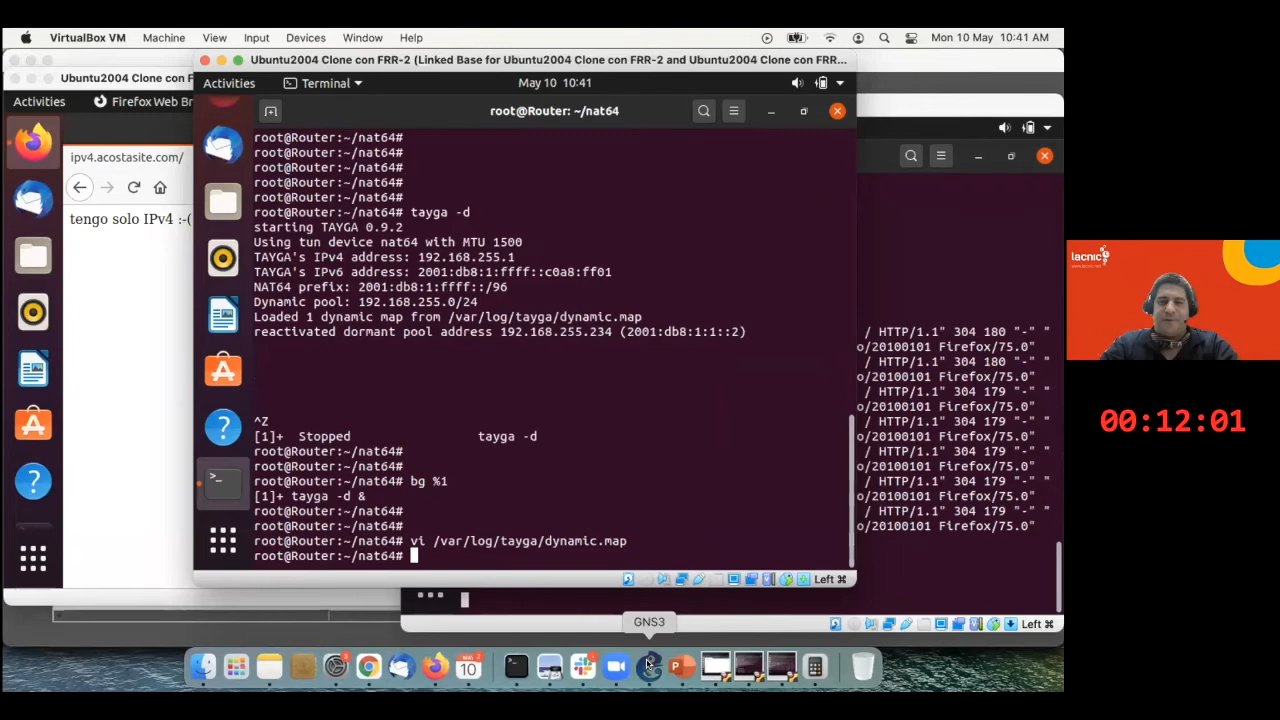 VirtualBox VM Machine View Input Devices Window Help Mon 10 May 10:41 AM
Ubuntu2004 Clone con FRR-2 (Linked Base for Ubuntu2004 Clone con FRR-2 and Ubuntu2004 Clone con FRR...
Ubuntu2004 Clone con F
Activities Terminal May 10 10:41
Activities Firefox Web Br
root@Router: ~/nat64
ipv4.acostasite.com/
tengo solo IPv4 :-(
root@Router:~/nat64#
root@Router:~/nat64#
root@Router:~/nat64#
root@Router:~/nat64#
root@Router:~/nat64#
root@Router:~/nat64# tayga -d
starting TAYGA 0.9.2
Using tun device nat64 with MTU 1500
TAYGA's IPv4 address: 192.168.255.1
TAYGA's IPv6 address: 2001:db8:1:ffff::c0a8:ff01
NAT64 prefix: 2001:db8:1:ffff::/96
Dynamic pool: 192.168.255.0/24
Loaded 1 dynamic map from /var/log/tayga/dynamic.map
reactivated dormant pool address 192.168.255.234 (2001:db8:1:1::2)
^Z
[1]+ Stopped tayga -d
root@Router:~/nat64#
root@Router:~/nat64#
root@Router:~/nat64# bg %1
[1]+ tayga -d &
root@Router:~/nat64#
root@Router:~/nat64#
root@Router:~/nat64# vi /var/log/tayga/dynamic.map
root@Router:~/nat64#
Left ⌘
/ HTTP/1.1" 304 180 "-" "
o/20100101 Firefox/75.0"
/ HTTP/1.1" 304 180 "-" "
o/20100101 Firefox/75.0"
/ HTTP/1.1" 304 179 "-" "
o/20100101 Firefox/75.0"
/ HTTP/1.1" 304 179 "-" "
o/20100101 Firefox/75.0"
/ HTTP/1.1" 304 179 "-" "
o/20100101 Firefox/75.0"
/ HTTP/1.1" 304 179 "-" "
o/20100101 Firefox/75.0"
/ HTTP/1.1" 304 179 "-" "
o/20100101 Firefox/75.0"
Left ⌘
GNS3
MAY
10
lacnic
00:12:01